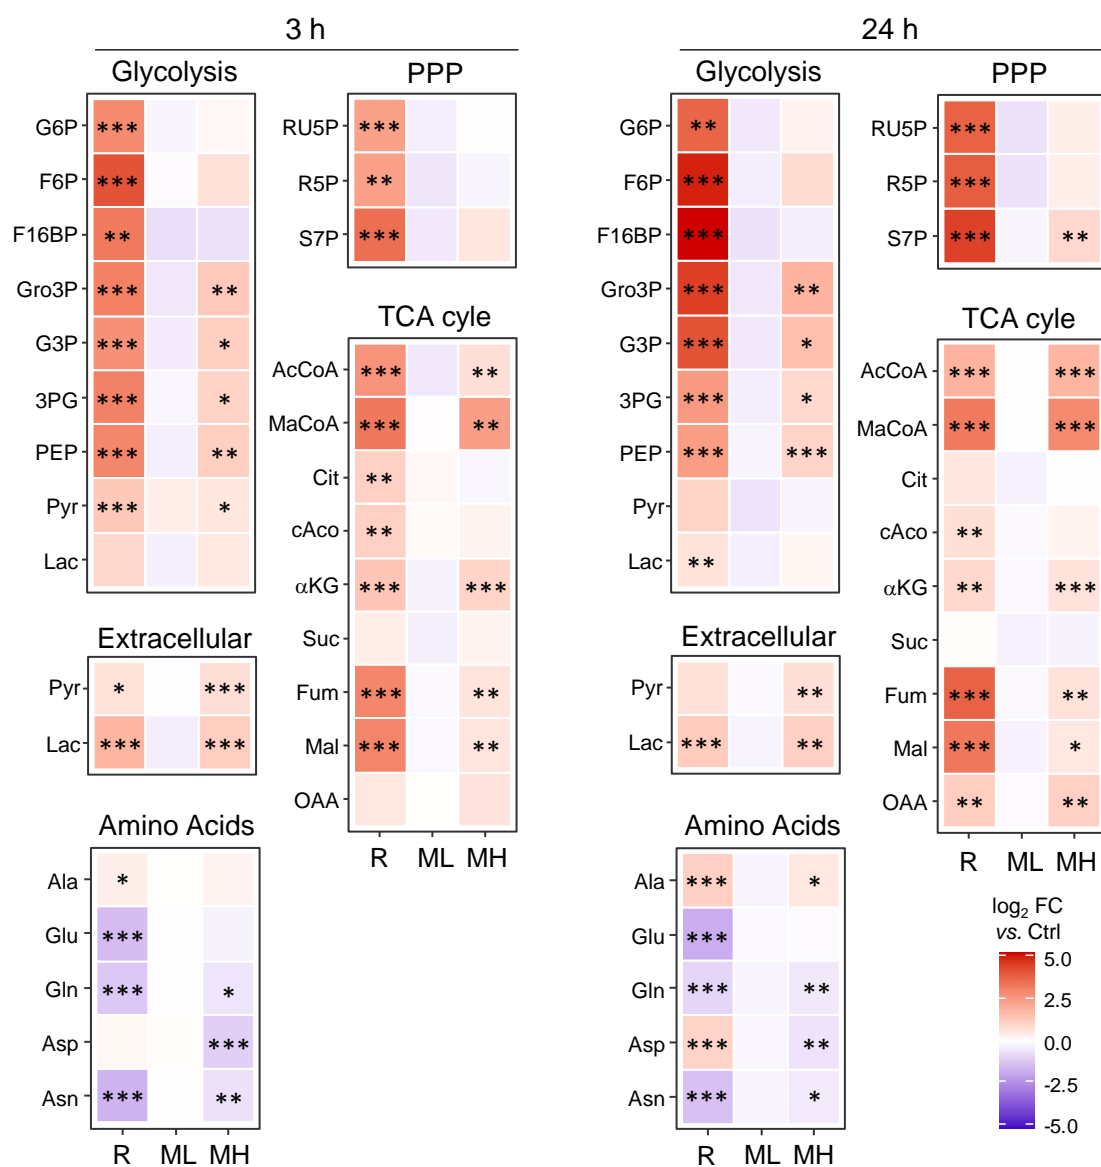 3 h
24 h
Glycolysis
PPP
Glycolysis
PPP
G6P ***
F6P ***
F16BP **
Gro3P *** **
G3P *** *
3PG *** *
PEP *** **
Pyr *** *
Lac
RU5P ***
R5P **
S7P ***
TCA cyle
AcCoA *** **
MaCoA *** **
Cit **
cAco **
αKG *** ***
Suc
Fum *** **
Mal *** **
OAA
R ML MH
Extracellular
Pyr * ***
Lac *** ***
Amino Acids
Ala *
Glu ***
Gln *** *
Asp ***
Asn *** **
R ML MH
G6P **
F6P ***
F16BP ***
Gro3P *** **
G3P *** *
3PG *** *
PEP *** ***
Pyr
Lac **
RU5P ***
R5P ***
S7P *** **
TCA cyle
AcCoA *** ***
MaCoA *** ***
Cit
cAco **
αKG ** ***
Suc
Fum *** **
Mal *** *
OAA ** **
R ML MH
Extracellular
Pyr **
Lac *** **
Amino Acids
Ala *** *
Glu ***
Gln *** **
Asp *** **
Asn *** *
R ML MH
log₂ FC
vs. Ctrl
5.0
2.5
0.0
-2.5
-5.0